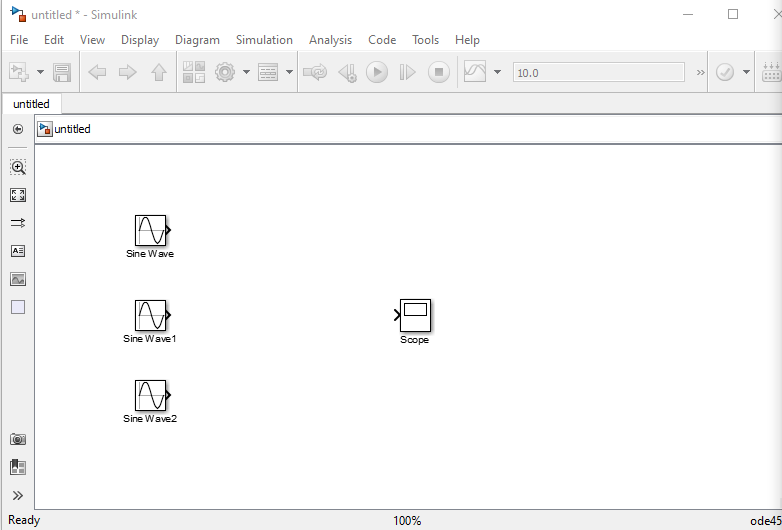 untitled * - Simulink
File Edit View Display Diagram Simulation Analysis Code Tools Help
10.0 »
untitled
untitled
Sine Wave
Sine Wave1
Scope
Sine Wave2
Ready 100% ode45